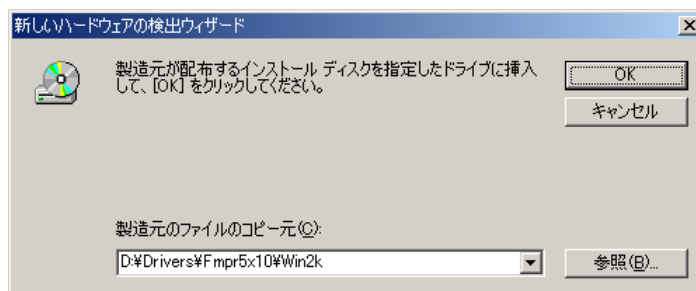 新しいハードウェアの検出ウィザード
製造元が配布するインストール ディスクを指定したドライブに挿入
して、[OK] をクリックしてください。
OK
キャンセル
製造元のファイルのコピー元(C):
D:¥Drivers¥Fmpr5x10¥Win2k
参照(B)...